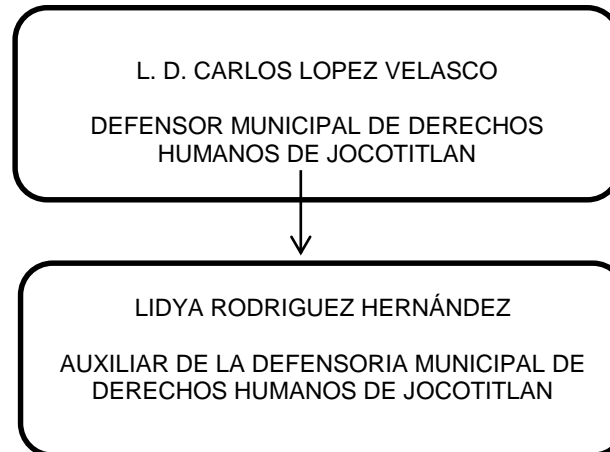 L. D. CARLOS LOPEZ VELASCO
DEFENSOR MUNICIPAL DE DERECHOS
HUMANOS DE JOCOTITLAN
LIDYA RODRIGUEZ HERNÁNDEZ
AUXILIAR DE LA DEFENSORIA MUNICIPAL DE
DERECHOS HUMANOS DE JOCOTITLAN